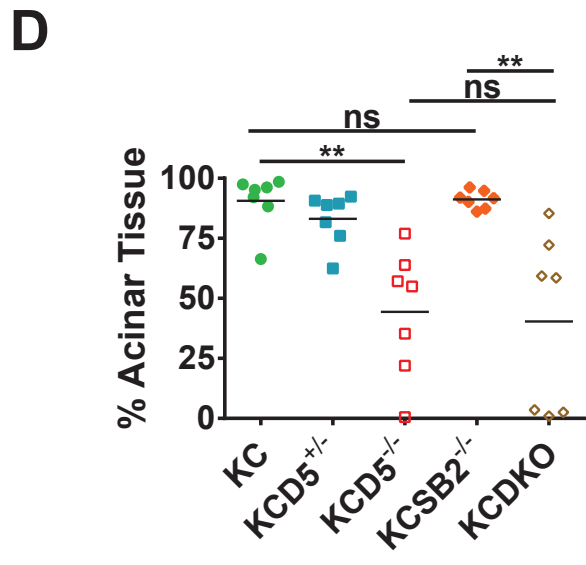 D
**
ns
ns
**
% Acinar Tissue
100
75
50
25
0
KC
KCD5+/-
KCD5-/-
KCSB2-/-
KCDKO